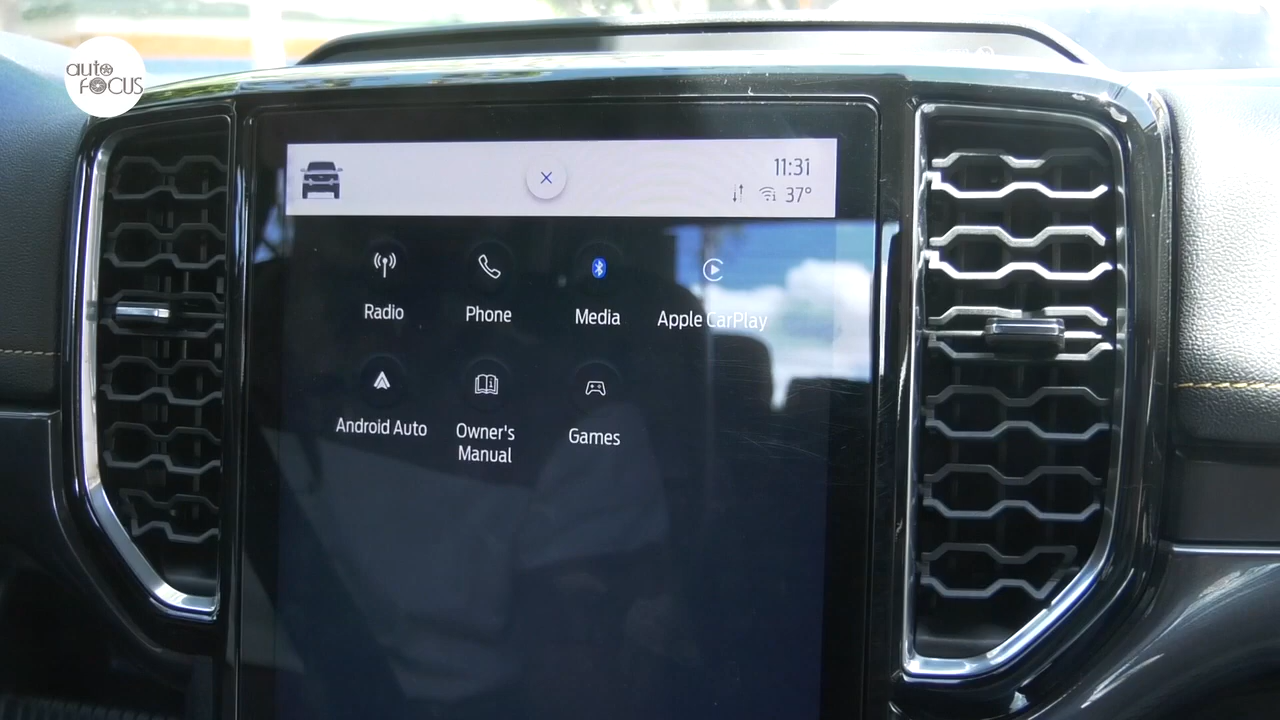 auto
FOCUS
11:31
37°
Radio
Phone
Media
Apple CarPlay
Android Auto
Owner's
Manual
Games